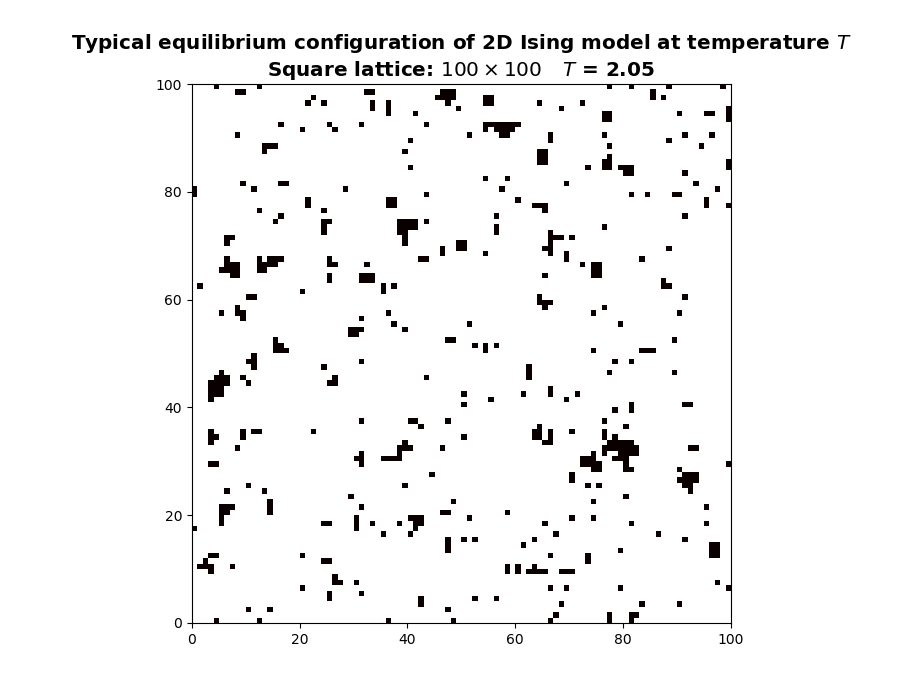 Typical equilibrium configuration of 2D Ising model at temperature T
Square lattice: 100 × 100 T = 2.05
100
80
60
40
20
0
0 20 40 60 80 100